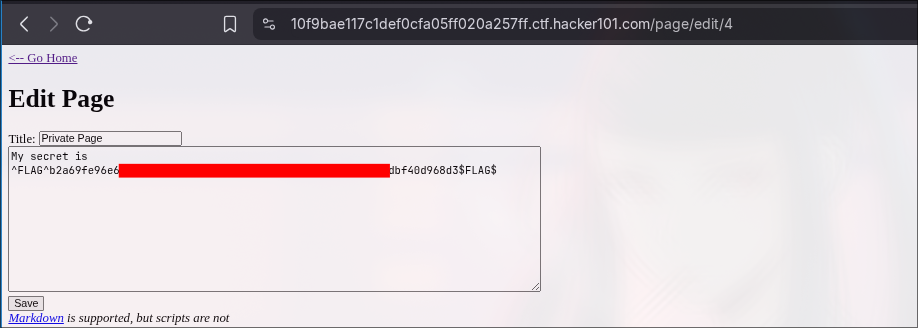 10f9bae117c1def0cfa05ff020a257ff.ctf.hacker101.com/page/edit/4
<-- Go Home
Edit Page
Title: Private Page
My secret is
^FLAG^b2a69fe96e6 dbf40d968d3$FLAG$
Save
Markdown is supported, but scripts are not